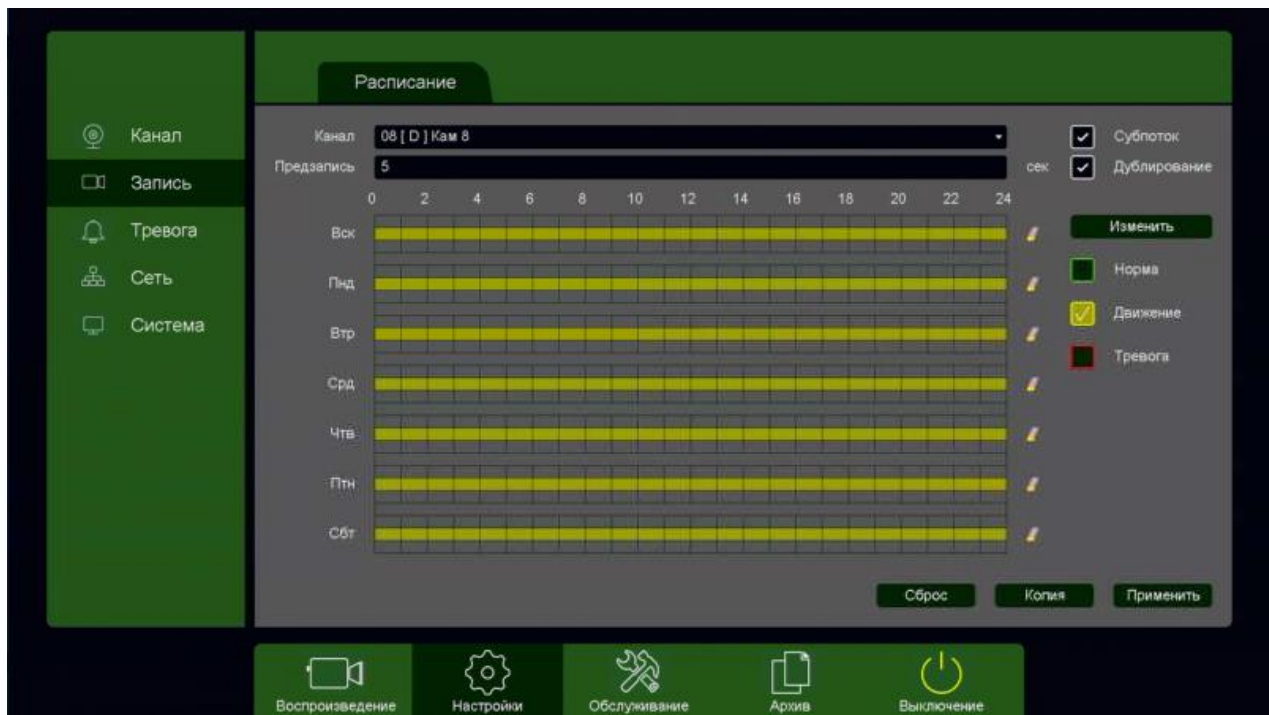 Расписание
Канал
Запись
Тревога
Сеть
Система
Канал 08 [ D ] Кам 8 Субпоток
Предзапись 5 сек Дублирование
0 2 4 6 8 10 12 14 16 18 20 22 24
Вск Изменить
Пнд Норма
Втр Движение
Срд Тревога
Чтв
Птн
Сбт
Сброс Копия Применить
Воспроизведение Настройки Обслуживание Архив Выключение